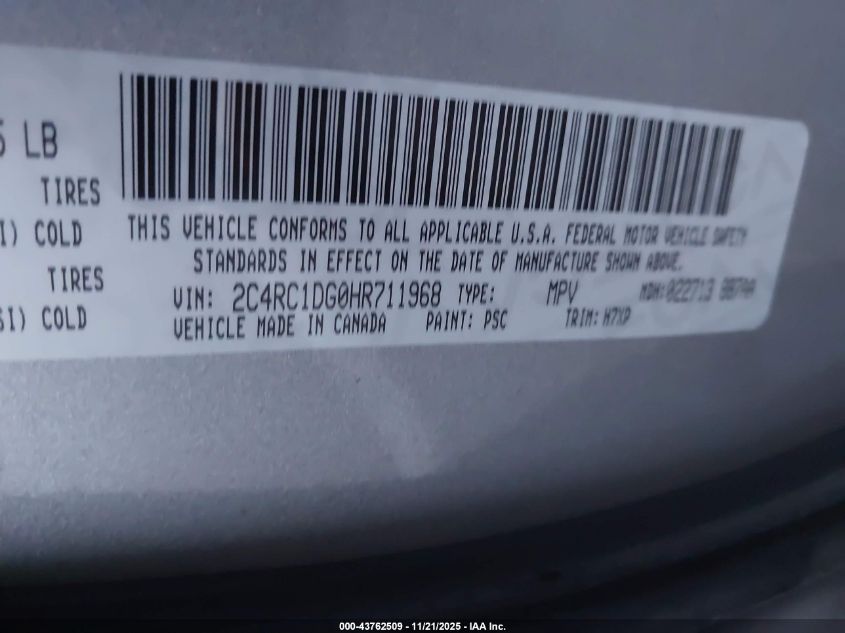 5 LB
TIRES
I) COLD
TIRES
SI) COLD
THIS VEHICLE CONFORMS TO ALL APPLICABLE U.S.A. FEDERAL MOTOR VEHICLE SAFETY
STANDARDS IN EFFECT ON THE DATE OF MANUFACTURE SHOWN ABOVE.
VIN: 2C4RC1DG0HR711968 TYPE: MPV MDH: 022713
VEHICLE MADE IN CANADA PAINT: PSC TRIM: H7XP
000-43762509 - 11/21/2025 - IAA Inc.